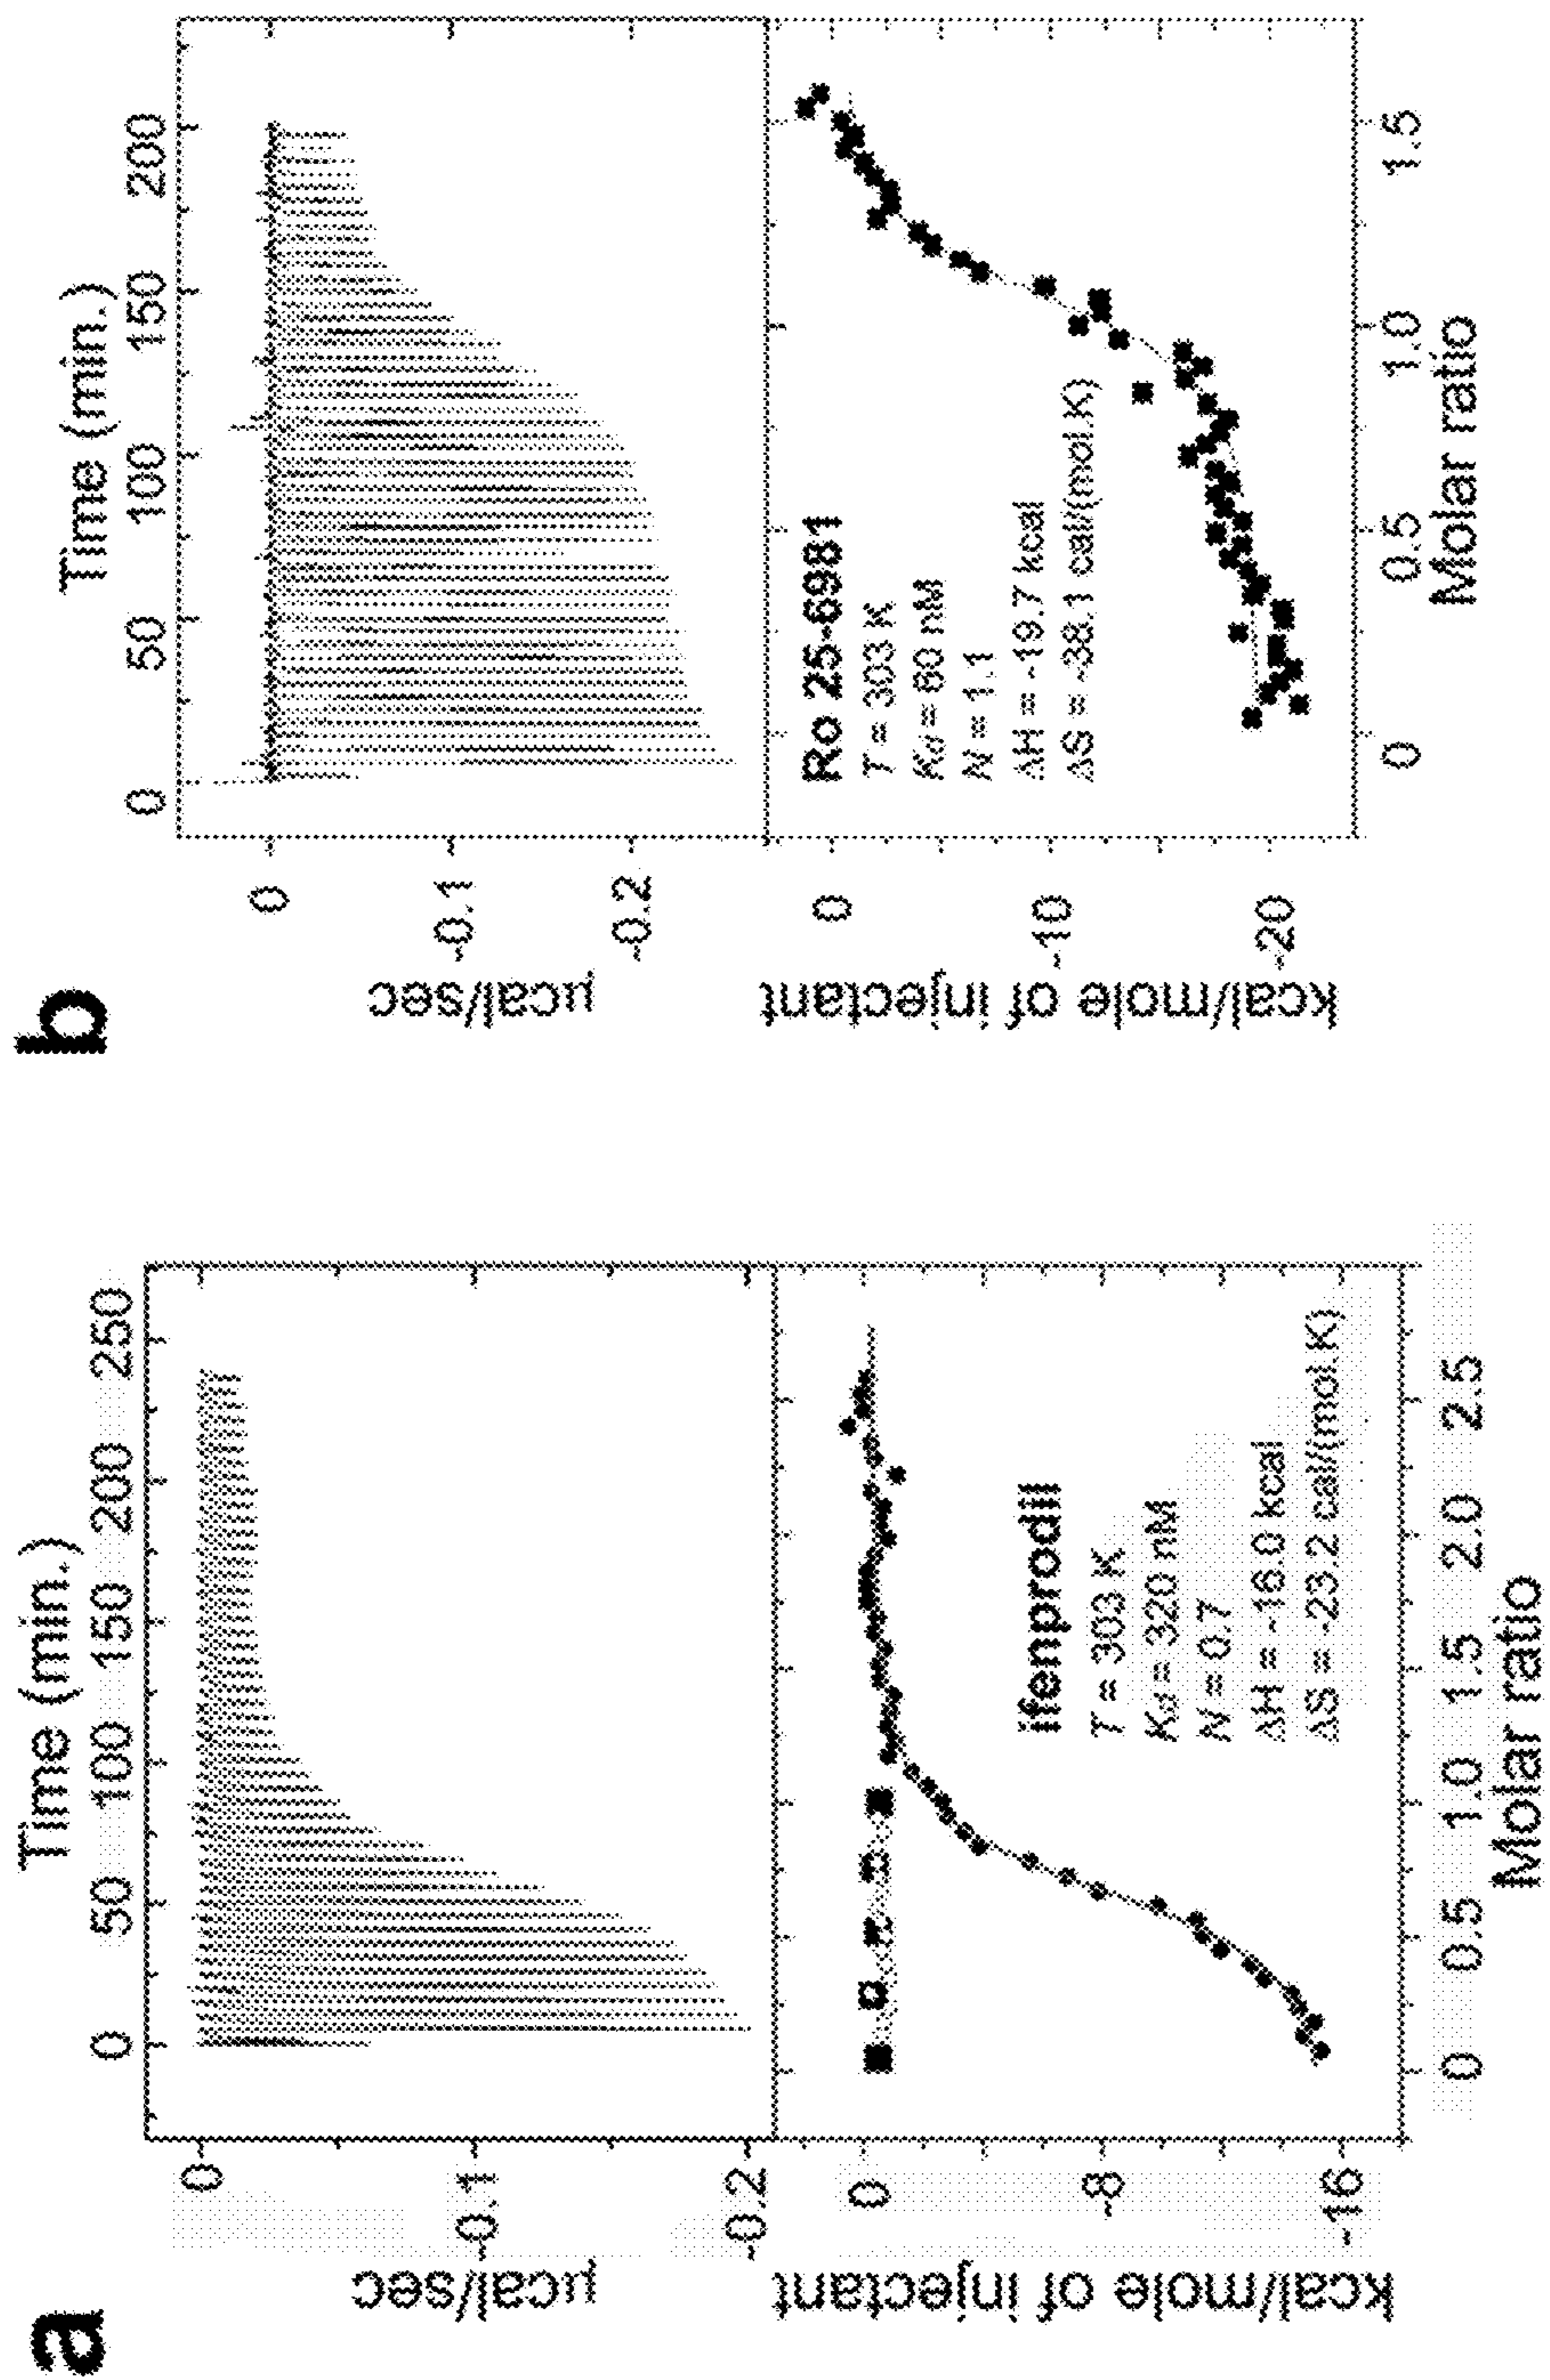 a
Time (min.)
0 50 100 150 200 250
0
-0.1
-0.2
µcal/sec
0
-8
-16
kcal/mole of injectant
ifenprodil
T = 303 K
Kd = 320 nM
N = 0.7
ΔH = -16.0 kcal
ΔS = -23.2 cal/(mol.K)
0 0.5 1.0 1.5 2.0 2.5
Molar ratio
b
Time (min.)
0 50 100 150 200
0
-0.1
-0.2
µcal/sec
0
-10
-20
kcal/mole of injectant
Ro 25-6981
T = 303 K
Kd = 60 nM
N = 1.1
ΔH = -19.7 kcal
ΔS = -38.1 cal/(mol.K)
0 0.5 1.0 1.5
Molar ratio